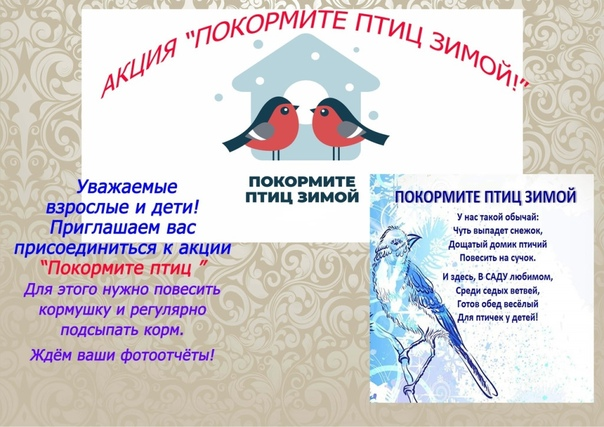 АКЦИЯ “ПОКОРМИТЕ ПТИЦ ЗИМОЙ!”
ПОКОРМИТЕ
ПТИЦ ЗИМОЙ
Уважаемые
взрослые и дети!
Приглашаем вас
присоединиться к акции
“Покормите птиц ”
Для этого нужно повесить
кормушку и регулярно
подсыпать корм.
Ждём ваши фотоотчёты!
ПОКОРМИТЕ ПТИЦ ЗИМОЙ
У нас такой обычай:
Чуть выпадет снежок,
Дощатый домик птичий
Повесить на сучок.
И здесь, В САДУ любимом,
Среди седых ветвей,
Готов обед весёлый
Для птичек у детей!